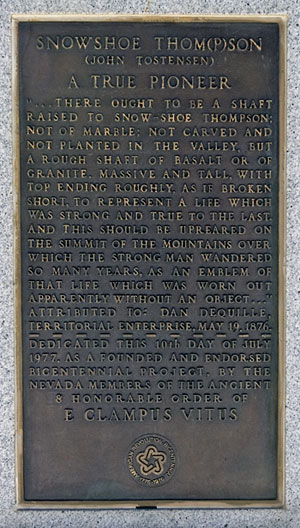 SNOWSHOE THOM(P)SON
(JOHN TOSTENSEN)
A TRUE PIONEER
"...THERE OUGHT TO BE A SHAFT
RAISED TO SNOW-SHOE THOMPSON;
NOT OF MARBLE; NOT CARVED AND
NOT PLANTED IN THE VALLEY, BUT
A ROUGH SHAFT OF BASALT OR OF
GRANITE, MASSIVE AND TALL, WITH
TOP ENDING ROUGHLY, AS IF BROKEN
SHORT, TO REPRESENT A LIFE WHICH
WAS STRONG AND TRUE TO THE LAST.
AND THIS SHOULD BE UPREARED ON
THE SUMMIT OF THE MOUNTAINS OVER
WHICH THE STRONG MAN WANDERED
SO MANY YEARS, AS AN EMBLEM OF
THAT LIFE WHICH WAS WORN OUT
APPARENTLY WITHOUT AN OBJECT..."
ATTRIBUTED TO: DAN DEQUILLE,
TERRITORIAL ENTERPRISE, MAY 19, 1876.
DEDICATED THIS 10TH DAY OF JULY
1977, AS A FOUNDED AND ENDORSED
BICENTENNIAL PROJECT, BY THE
NEVADA MEMBERS OF THE ANCIENT
& HONORABLE ORDER OF
E CLAMPUS VITUS